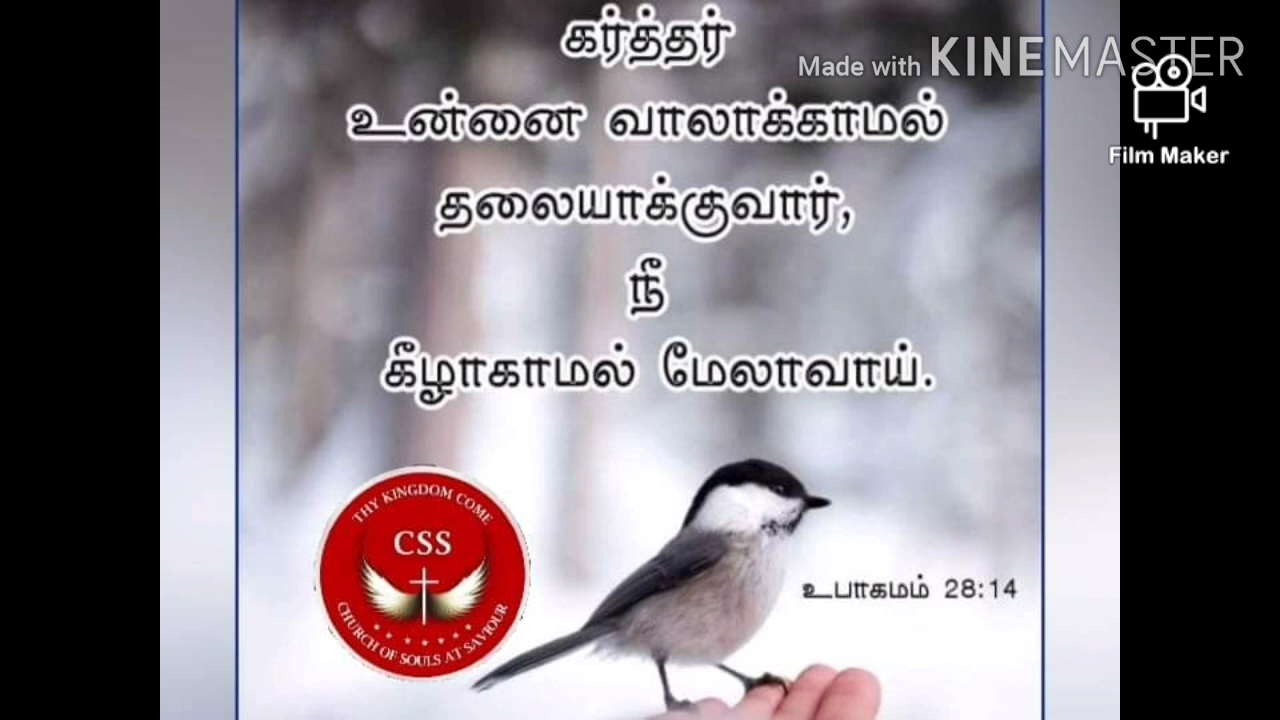 கர்த்தர்
உன்னை வாலாக்காமல்
தலையாக்குவார்,
நீ
கீழாகாமல் மேலாவாய்.
உபாகமம் 28:14
Made with KINEMASTER
Film Maker
THY KINGDOM COME
CSS
CHURCH OF SOULS AT SAVIOUR